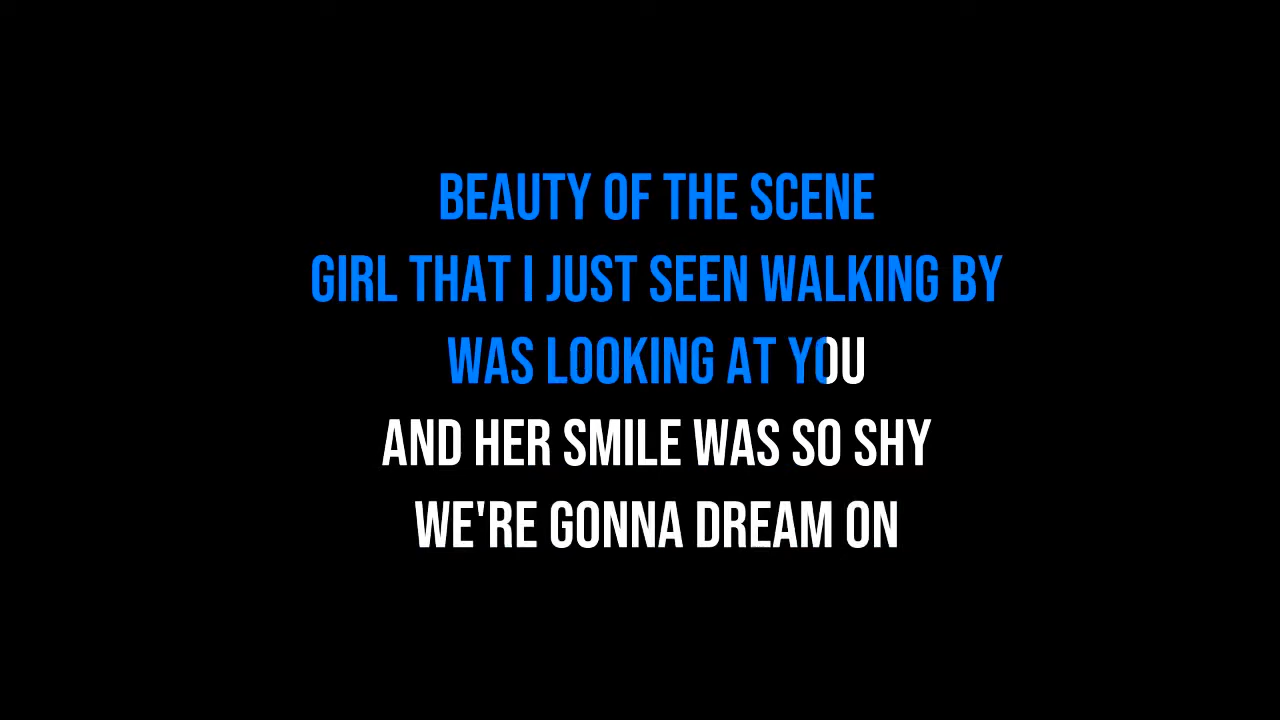 BEAUTY OF THE SCENE
GIRL THAT I JUST SEEN WALKING BY
WAS LOOKING AT YOU
AND HER SMILE WAS SO SHY
WE'RE GONNA DREAM ON